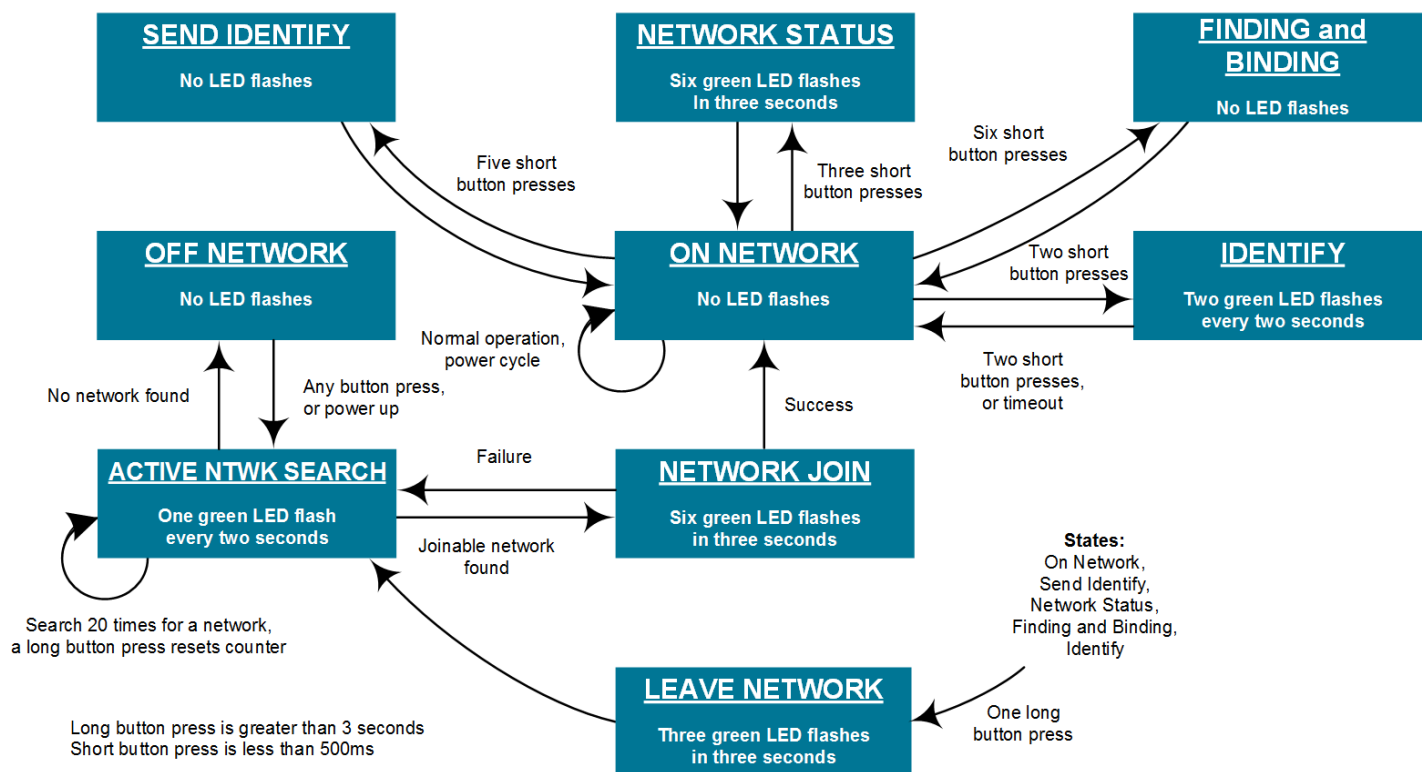 SEND IDENTIFY
No LED flashes
NETWORK STATUS
Six green LED flashes
In three seconds
FINDING and
BINDING
No LED flashes
Five short
button presses
Three short
button presses
Six short
button presses
OFF NETWORK
No LED flashes
ON NETWORK
No LED flashes
Two short
button presses
IDENTIFY
Two green LED flashes
every two seconds
Normal operation,
power cycle
No network found
Any button press,
or power up
Success
Two short
button presses,
or timeout
ACTIVE NTWK SEARCH
One green LED flash
every two seconds
Failure
Joinable network
found
NETWORK JOIN
Six green LED flashes
in three seconds
States:
On Network,
Send Identify,
Network Status,
Finding and Binding,
Identify
Search 20 times for a network,
a long button press resets counter
LEAVE NETWORK
Three green LED flashes
in three seconds
One long
button press
Long button press is greater than 3 seconds
Short button press is less than 500ms